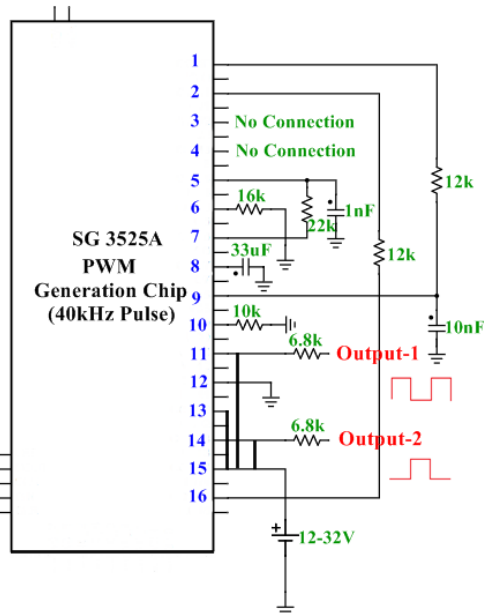 1
2
3 No Connection
4 No Connection
12k
5
16k
6
22k
1nF
SG 3525A
PWM
Generation Chip
(40kHz Pulse)
7
33uF
12k
8
9
10k
10
10nF
11
6.8k
Output-1
12
13
6.8k
14
Output-2
15
16
12-32V